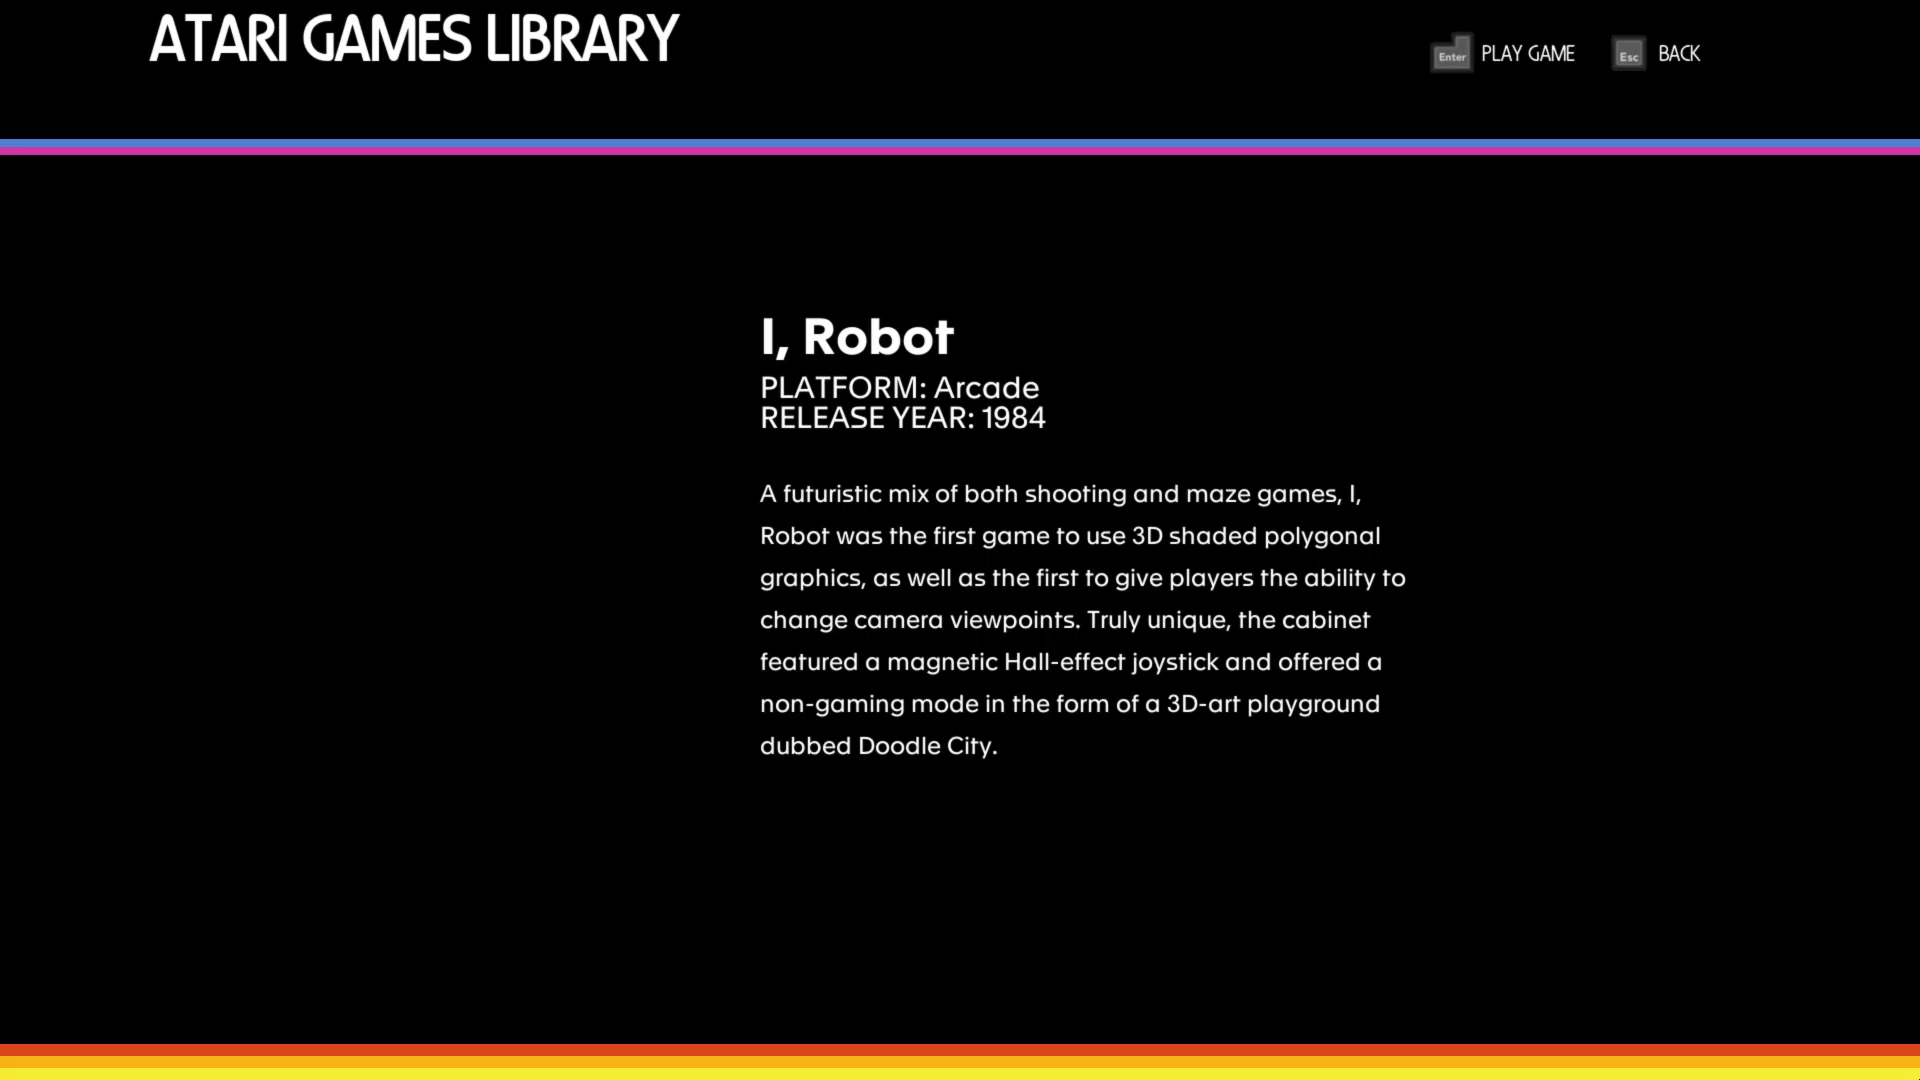 ATARI GAMES LIBRARY
Enter PLAY GAME Esc BACK
I, Robot
PLATFORM: Arcade
RELEASE YEAR: 1984
A futuristic mix of both shooting and maze games, I,
Robot was the first game to use 3D shaded polygonal
graphics, as well as the first to give players the ability to
change camera viewpoints. Truly unique, the cabinet
featured a magnetic Hall-effect joystick and offered a
non-gaming mode in the form of a 3D-art playground
dubbed Doodle City.